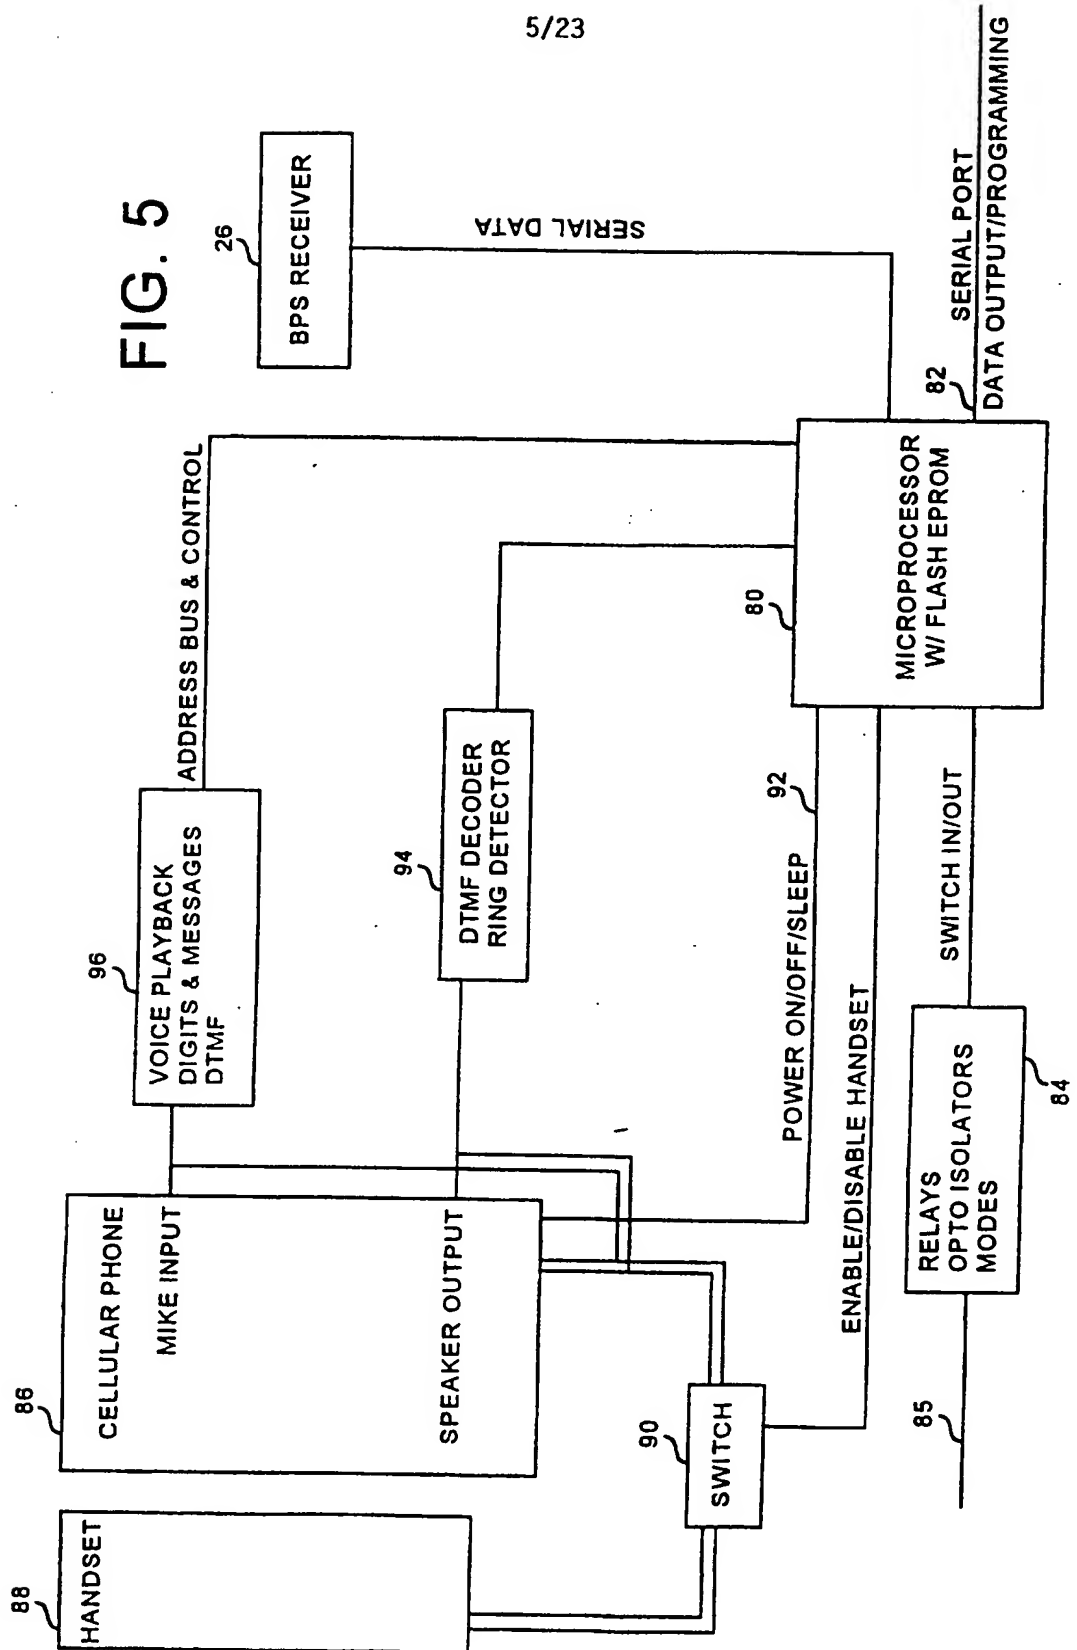 5/23
FIG. 5
88
HANDSET
86
CELLULAR PHONE
MIKE INPUT
SPEAKER OUTPUT
96
VOICE PLAYBACK
DIGITS & MESSAGES
DTMF
ADDRESS BUS & CONTROL
26
BPS RECEIVER
SERIAL DATA
94
DTMF DECODER
RING DETECTOR
90
SWITCH
POWER ON/OFF/SLEEP
92
ENABLE/DISABLE HANDSET
80
MICROPROCESSOR
W/ FLASH EPROM
82
SERIAL PORT
DATA OUTPUT/PROGRAMMING
85
RELAYS
OPTO ISOLATORS
MODES
84
SWITCH IN/OUT